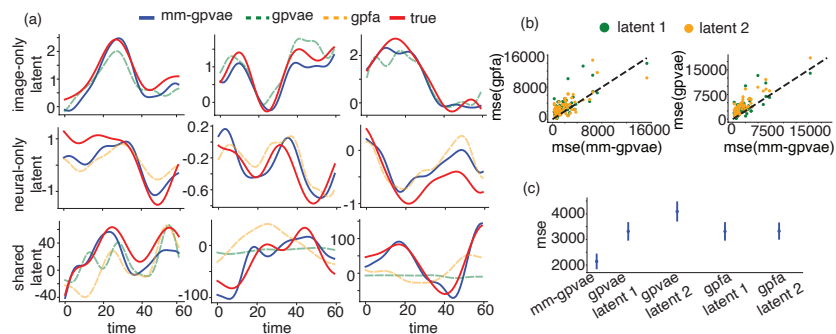 (a)
mm-gpvae gpvae gpfa true
image-only
latent
2
1
0
1
0
2
0
neural-only
latent
1
1
-0.2
-0.6
0
-1
shared
latent
40
0
-40
0
-100
100
0
0 20 40 60
0 20 40 60
0 20 40 60
time
time
time
(b)
latent 1 latent 2
mse(gpfa)
16000
8000
0
0 6000 16000
mse(mm-gpvae)
mse(gpvae)
15000
7500
0
0 7500 15000
mse(mm-gpvae)
(c)
mse
4000
3000
2000
mm-gpvae
gpvae
latent 1
gpvae
latent 2
gpfa
latent 1
gpfa
latent 2